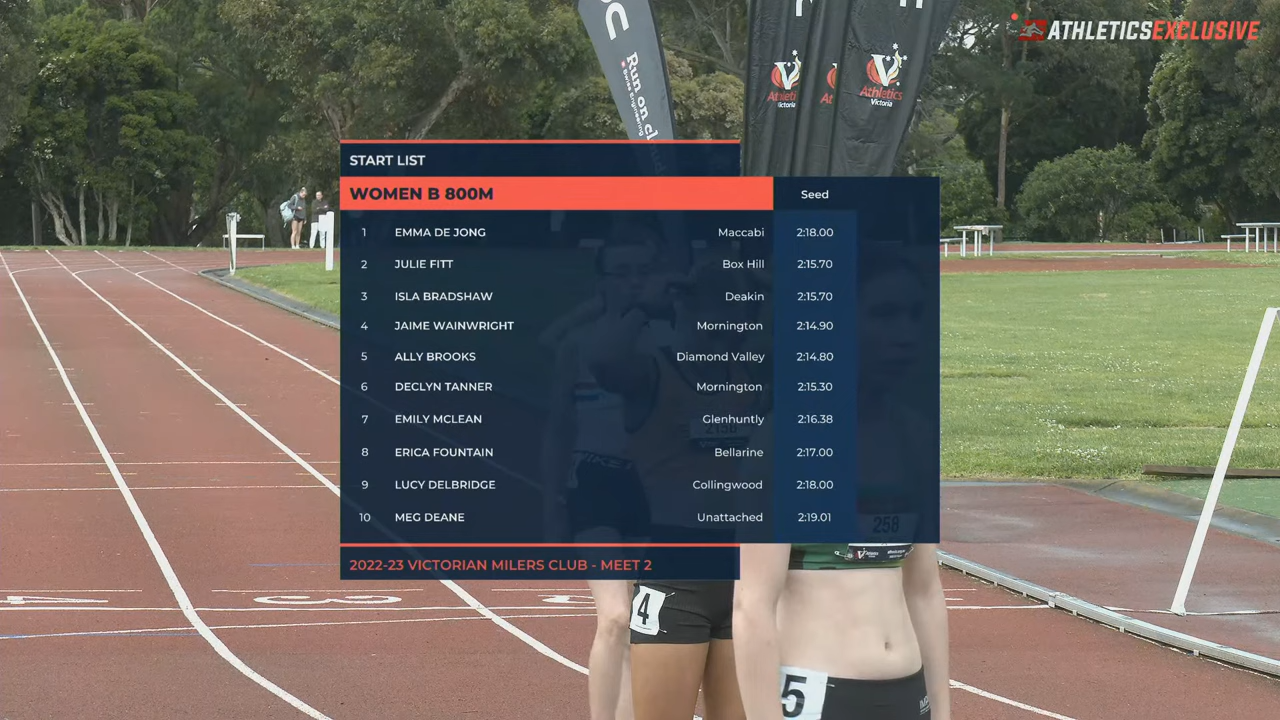 ATHLETICSEXCLUSIVE
Run on cl
Swiss Engineering
Athletics
Victoria
Athletics
Victoria
START LIST
WOMEN B 800M Seed
1 EMMA DE JONG Maccabi 2:18.00
2 JULIE FITT Box Hill 2:15.70
3 ISLA BRADSHAW Deakin 2:15.70
4 JAIME WAINWRIGHT Mornington 2:14.90
5 ALLY BROOKS Diamond Valley 2:14.80
6 DECLYN TANNER Mornington 2:15.30
7 EMILY MCLEAN Glenhuntly 2:16.38
8 ERICA FOUNTAIN Bellarine 2:17.00
9 LUCY DELBRIDGE Collingwood 2:18.00
10 MEG DEANE Unattached 2:19.01
258
2022-23 VICTORIAN MILERS CLUB - MEET 2
4
3
4
5